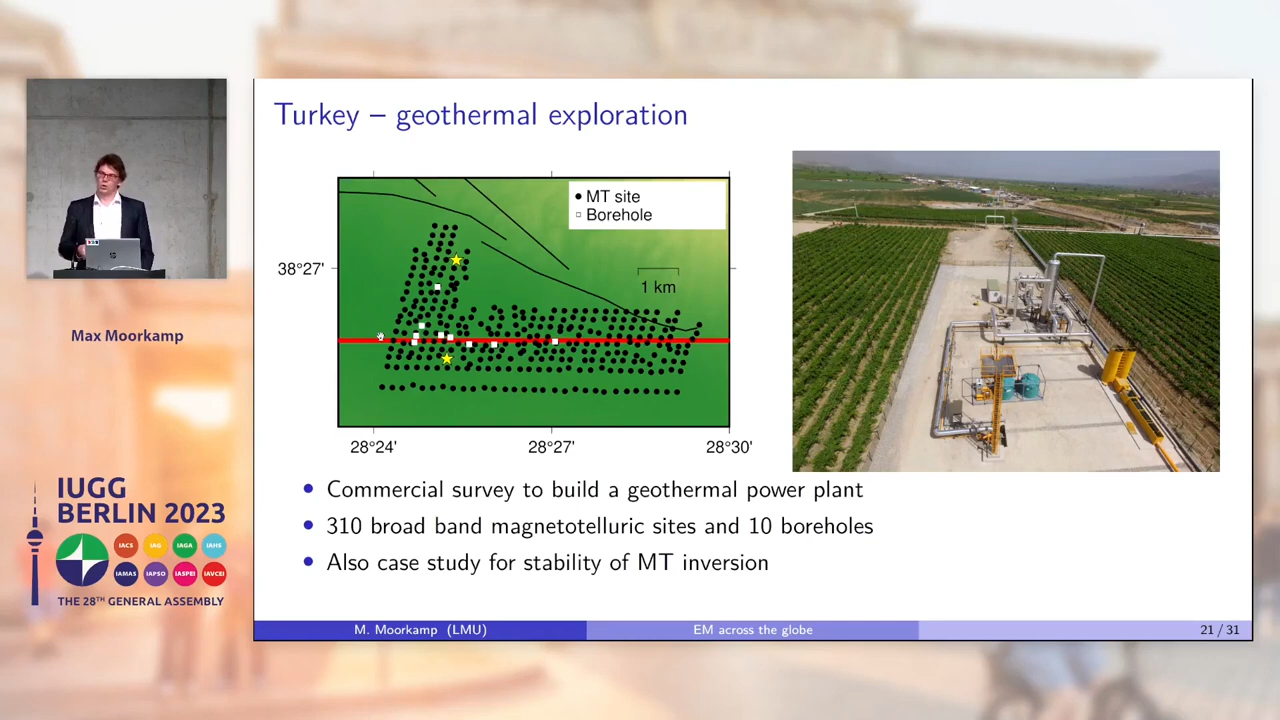 Turkey – geothermal exploration
MT site
Borehole
38°27'
1 km
28°24'
28°27'
28°30'
Max Moorkamp
• Commercial survey to build a geothermal power plant
• 310 broad band magnetotelluric sites and 10 boreholes
• Also case study for stability of MT inversion
IUGG
BERLIN 2023
IACS IAG IAGA IAHS
IAMAS IAPSO IASPEI IAVCEI
THE 28TH GENERAL ASSEMBLY
M. Moorkamp (LMU) EM across the globe 21 / 31